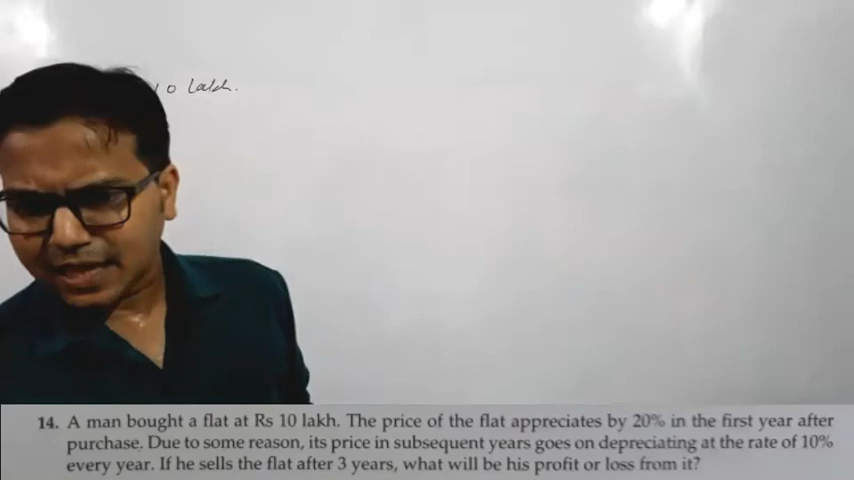 10 lakh.
14. A man bought a flat at Rs 10 lakh. The price of the flat appreciates by 20% in the first year after
purchase. Due to some reason, its price in subsequent years goes on depreciating at the rate of 10%
every year. If he sells the flat after 3 years, what will be his profit or loss from it?